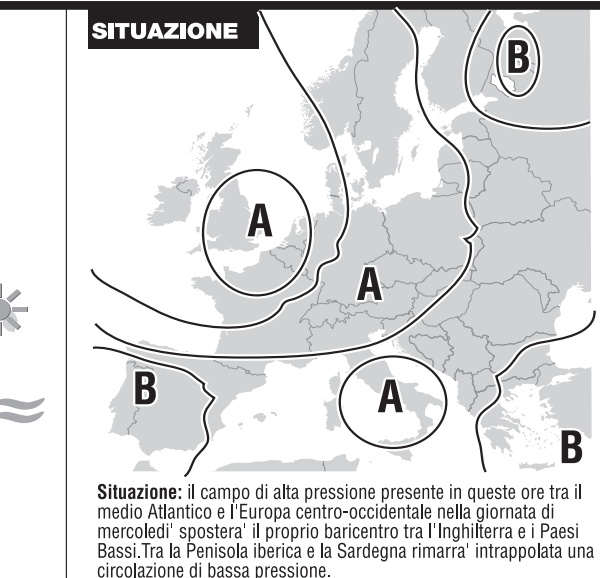 SITUAZIONE
B
A
A
B
A
B
Situazione: il campo di alta pressione presente in queste ore tra il
medio Atlantico e l'Europa centro-occidentale nella giornata di
mercoledi' spostera' il proprio baricentro tra l'Inghilterra e i Paesi
Bassi.Tra la Penisola iberica e la Sardegna rimarra' intrappolata una
circolazione di bassa pressione.